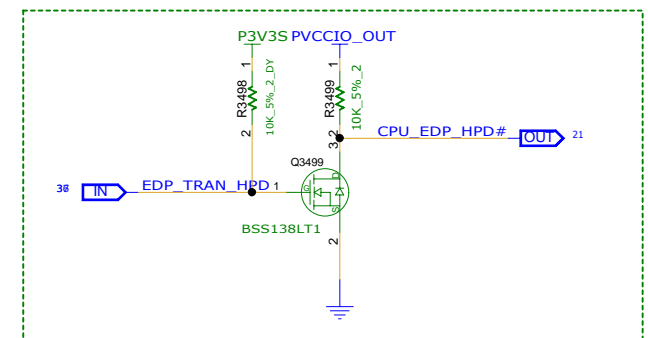 P3V3S PVCCIO_OUT
1 1
R3498 10K_5%_2_DY R3499 10K_5%_2
2 2
CPU_EDP_HPD# OUT 21
3
Q3499
IN EDP_TRAN_HPD 1
D
G
S
BSS138LT1
2